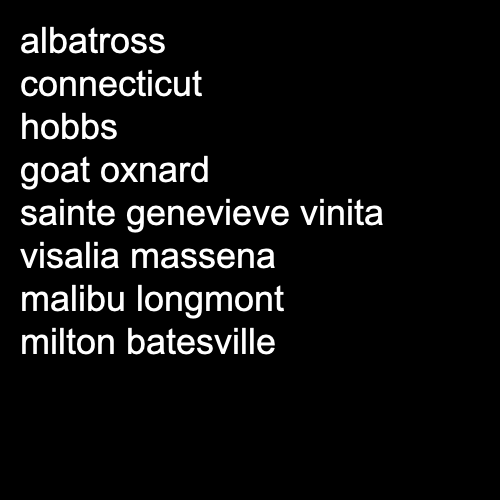 albatross
connecticut
hobbs
goat oxnard
sainte genevieve vinita
visalia massena
malibu longmont
milton batesville